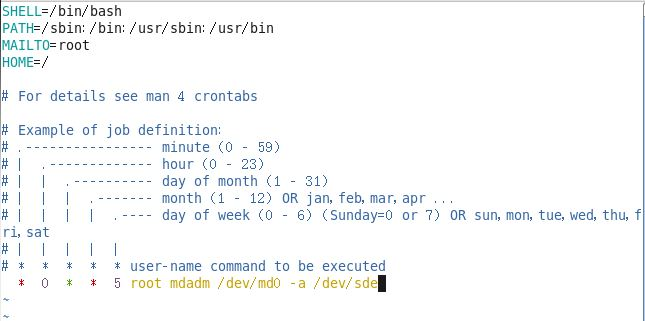 SHELL=/bin/bash
PATH=/sbin:/bin:/usr/sbin:/usr/bin
MAILTO=root
HOME=/
# For details see man 4 crontabs
# Example of job definition:
# .---------------- minute (0 - 59)
# | .------------- hour (0 - 23)
# | | .---------- day of month (1 - 31)
# | | | .------- month (1 - 12) OR jan,feb,mar,apr ...
# | | | | .---- day of week (0 - 6) (Sunday=0 or 7) OR sun,mon,tue,wed,thu,f
ri,sat
# | | | | |
# * * * * * user-name command to be executed
* 0 * * 5 root mdadm /dev/md0 -a /dev/sde
~
~